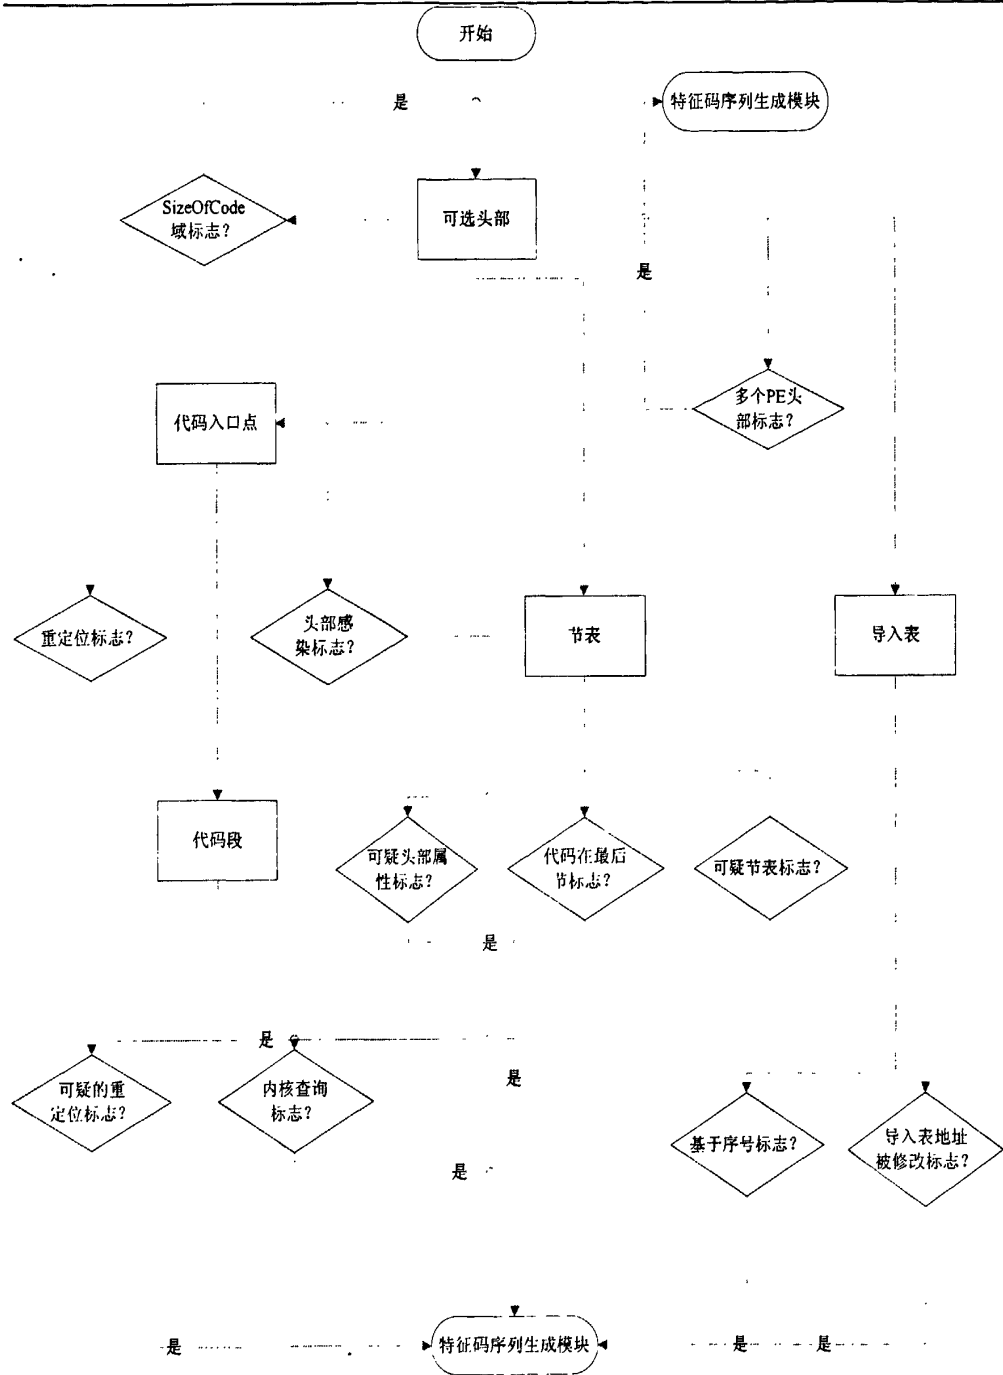 开始
是
特征码序列生成模块
SizeOfCode
域标志?
可选头部
是
多个PE头
部标志?
代码入口点
重定位标志?
头部感
染标志?
节表
导入表
代码段
可疑头部属
性标志?
代码在最后
节标志?
可疑节表标志?
是
是
可疑的重
定位标志?
内核查询
标志?
是
基于序号标志?
导入表地址
被修改标志?
是
是
特征码序列生成模块
是
是